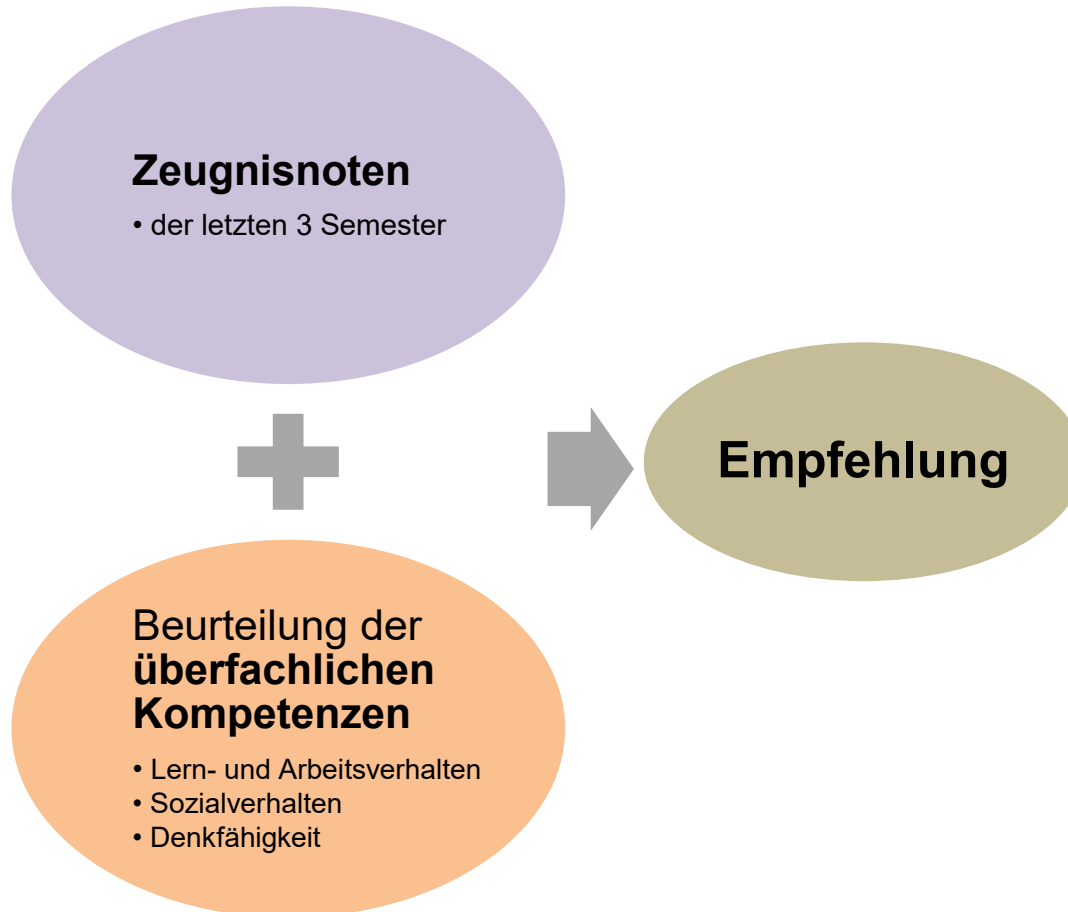 Zeugnisnoten
• der letzten 3 Semester
Empfehlung
Beurteilung der
überfachlichen
Kompetenzen
• Lern- und Arbeitsverhalten
• Sozialverhalten
• Denkfähigkeit